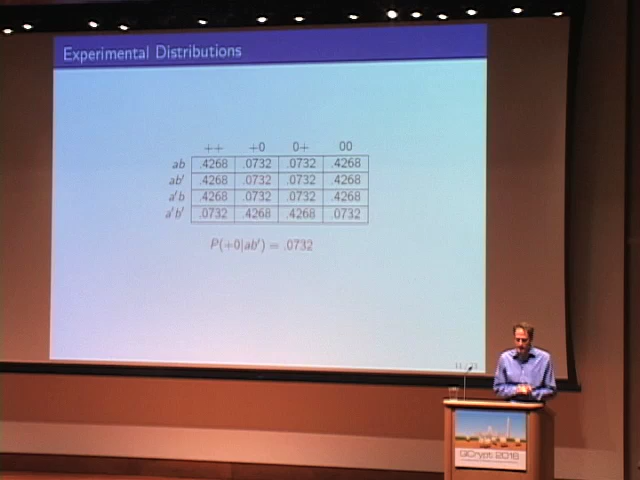 Experimental Distributions
++ +0 0+ 00
ab .4268 .0732 .0732 .4268
ab′ .4268 .0732 .0732 .4268
a′b .4268 .0732 .0732 .4268
a′b′ .0732 .4268 .4268 .0732
P(+0|ab′) = .0732
QCrypt 2016